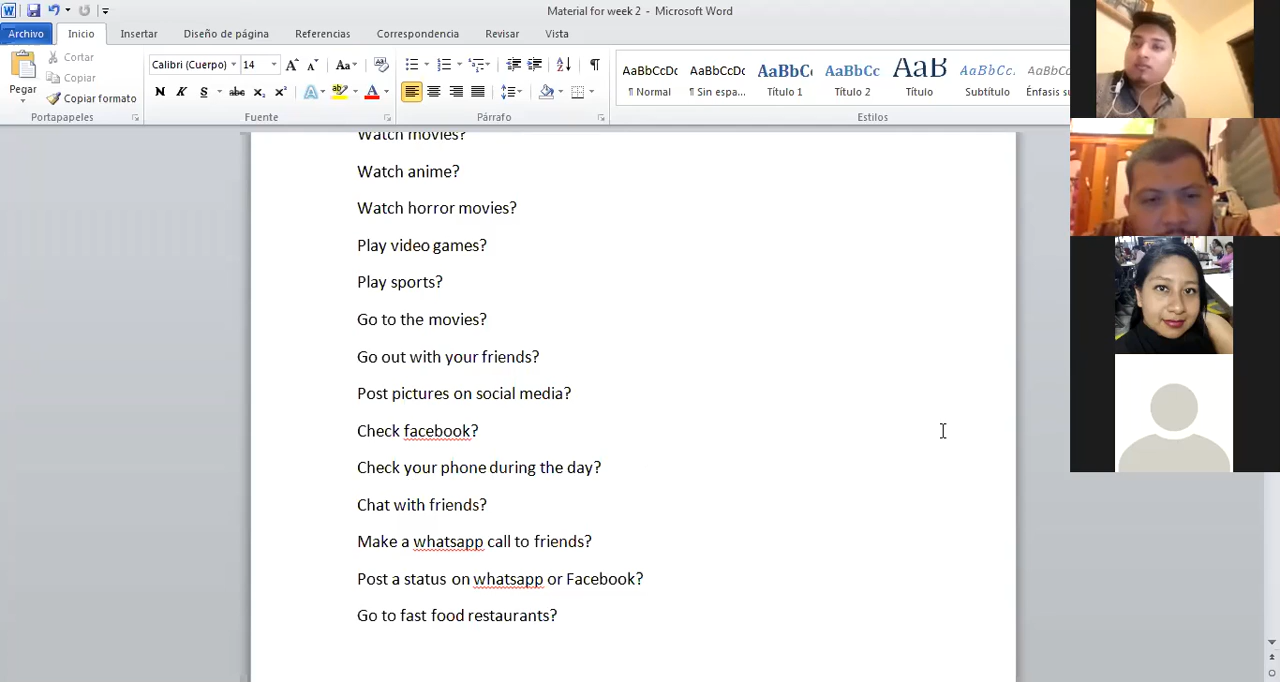 Material for week 2 - Microsoft Word
Archivo Inicio Insertar Diseño de página Referencias Correspondencia Revisar Vista
Cortar
Copiar
Copiar formato
Pegar
Portapapeles
Calibri (Cuerpo) 14
Fuente
Párrafo
AaBbCcDc AaBbCcDc AaBbC( AaBbCc AaB AaBbCc. AaBbCcDc
¶ Normal ¶ Sin espa... Título 1 Título 2 Título Subtítulo Énfasis su
Estilos
Watch movies?
Watch anime?
Watch horror movies?
Play video games?
Play sports?
Go to the movies?
Go out with your friends?
Post pictures on social media?
Check facebook?
Check your phone during the day?
Chat with friends?
Make a whatsapp call to friends?
Post a status on whatsapp or Facebook?
Go to fast food restaurants?